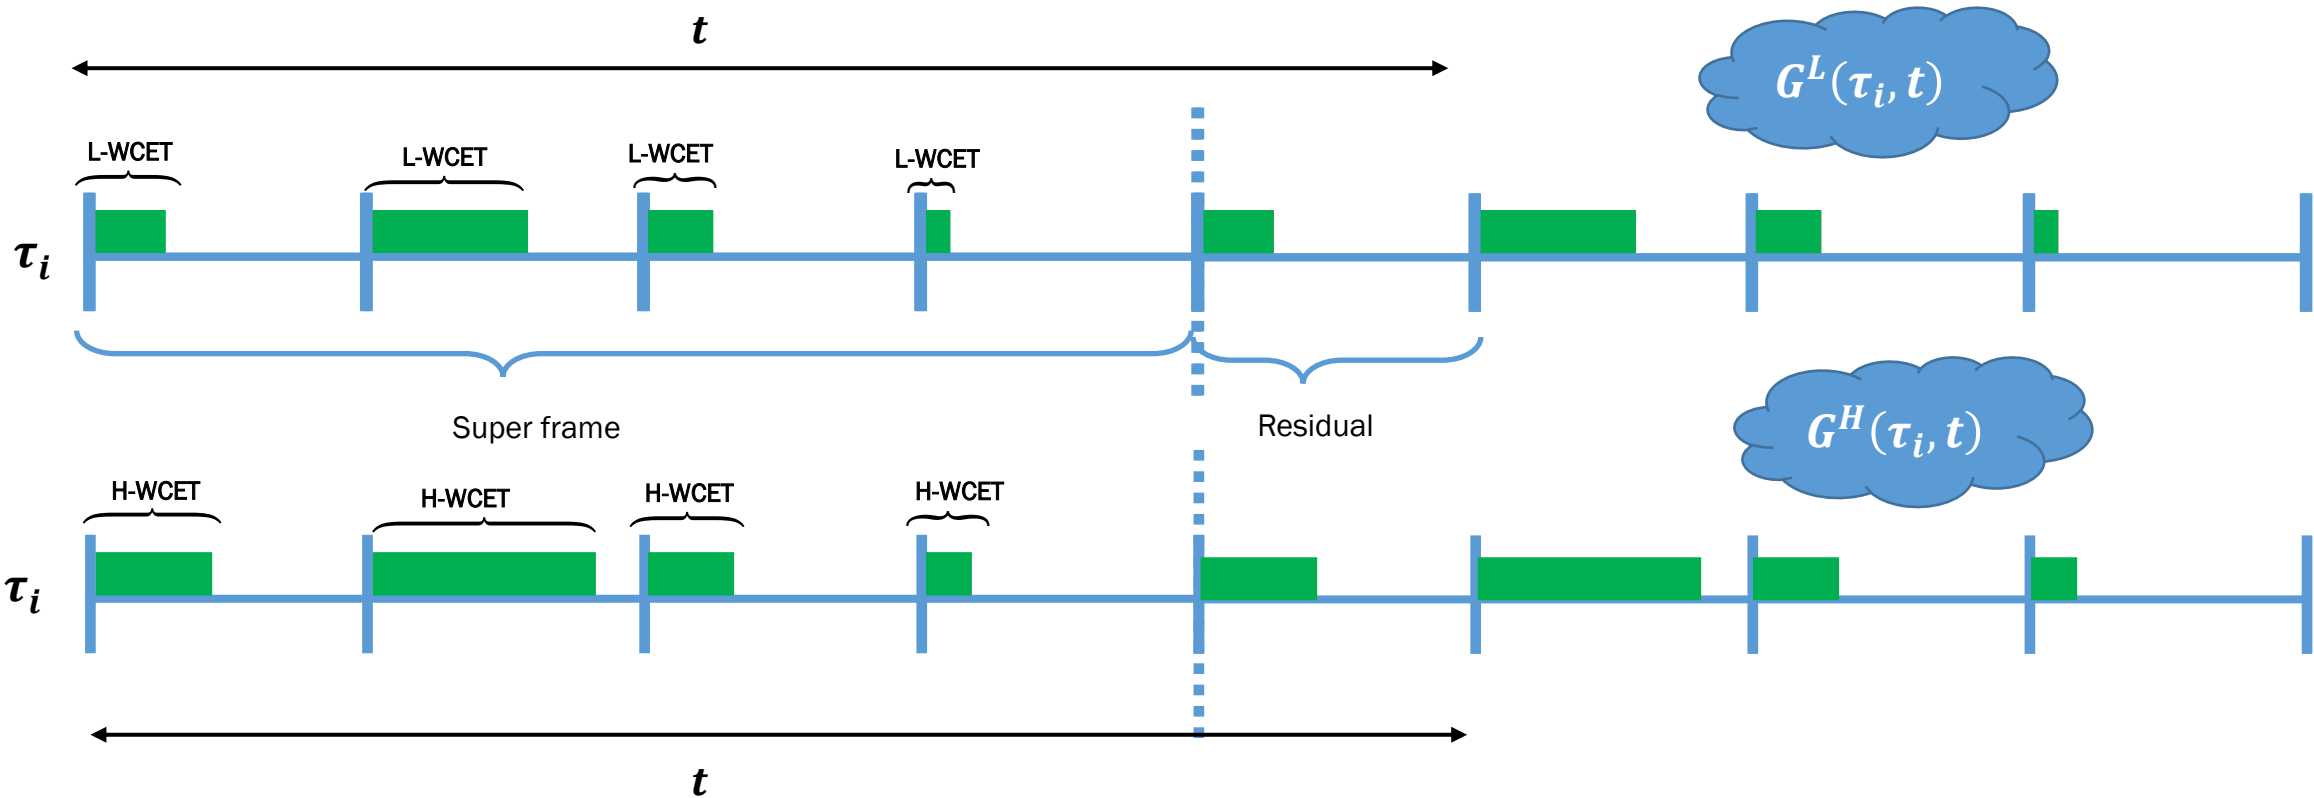 t
G^L(τ_i, t)
L-WCET L-WCET L-WCET L-WCET
τ_i
Super frame Residual
G^H(τ_i, t)
H-WCET H-WCET H-WCET H-WCET
τ_i
t